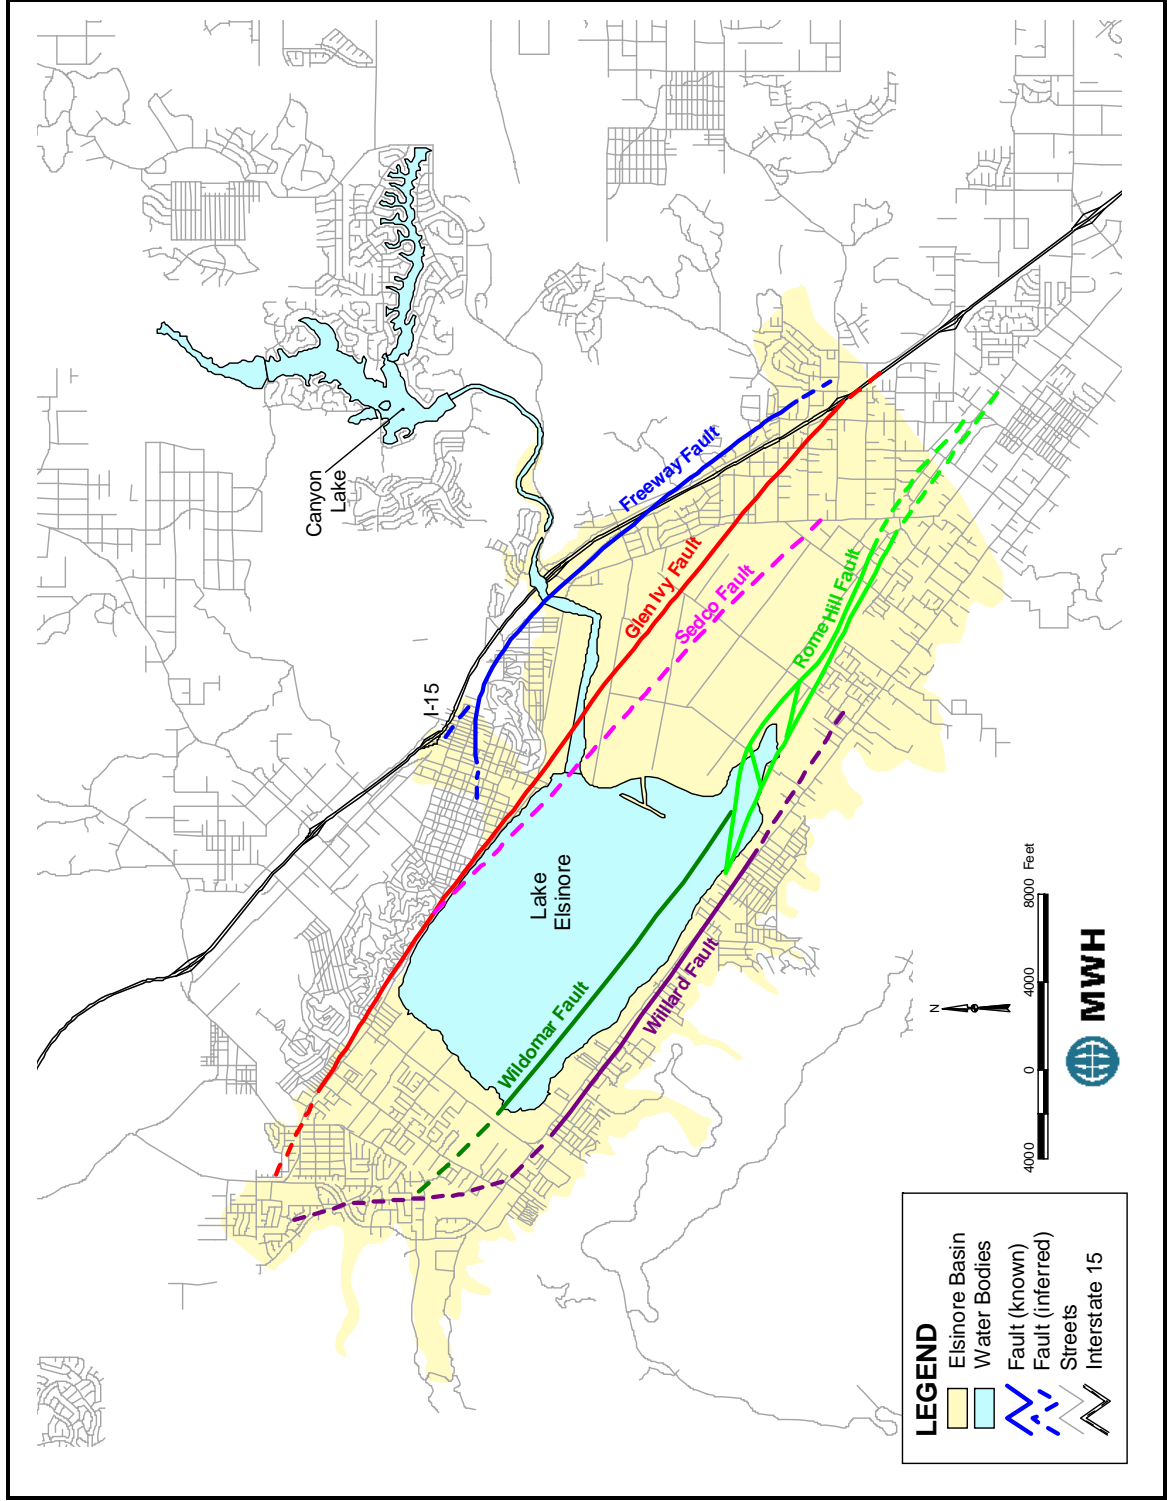 Canyon
Lake
I-15
Freeway Fault
Glen Ivy Fault
Sedco Fault
Rome Hill Fault
Lake
Elsinore
Wildomar Fault
Willard Fault
N
4000
0
4000
8000 Feet
MWH
LEGEND
Elsinore Basin
Water Bodies
Fault (known)
Fault (inferred)
Streets
Interstate 15